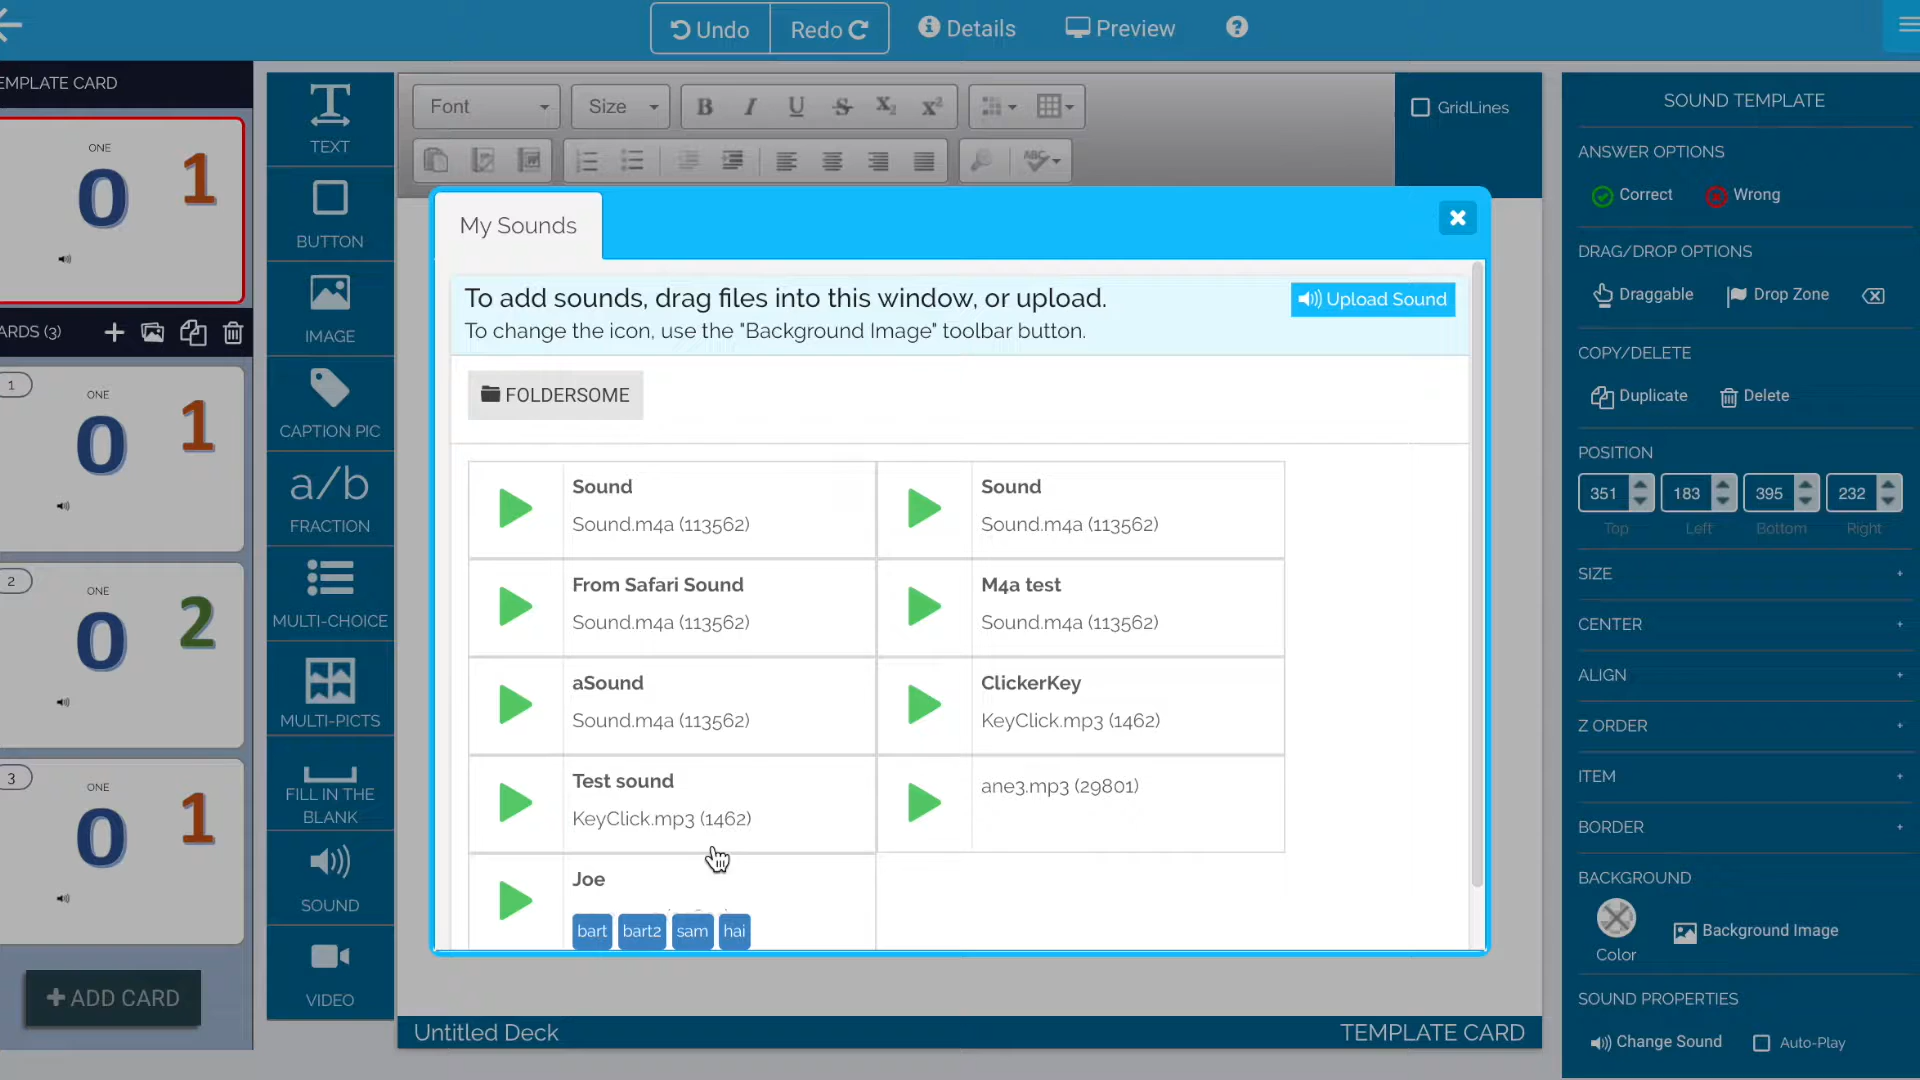 Undo
Redo
Details
Preview
EMPLATE CARD
ONE
0
1
ARDS (3)
1
ONE
0
1
2
ONE
0
2
3
ONE
0
1
ADD CARD
TEXT
BUTTON
IMAGE
CAPTION PIC
a/b
FRACTION
MULTI-CHOICE
MULTI-PICTS
FILL IN THE
BLANK
SOUND
VIDEO
Font
Size
B I U S X₂ X²
ABC
GridLines
My Sounds
To add sounds, drag files into this window, or upload.
To change the icon, use the "Background Image" toolbar button.
Upload Sound
FOLDERSOME
Sound
Sound.m4a (113562)
Sound
Sound.m4a (113562)
From Safari Sound
Sound.m4a (113562)
M4a test
Sound.m4a (113562)
aSound
Sound.m4a (113562)
ClickerKey
KeyClick.mp3 (1462)
Test sound
KeyClick.mp3 (1462)
ane3.mp3 (29801)
Joe
bart bart2 sam hai
Untitled Deck
TEMPLATE CARD
SOUND TEMPLATE
ANSWER OPTIONS
Correct Wrong
DRAG/DROP OPTIONS
Draggable Drop Zone
COPY/DELETE
Duplicate Delete
POSITION
351 183 395 232
Top Left Bottom Right
SIZE +
CENTER +
ALIGN +
Z ORDER +
ITEM +
BORDER +
BACKGROUND
Color
Background Image
SOUND PROPERTIES
Change Sound Auto-Play